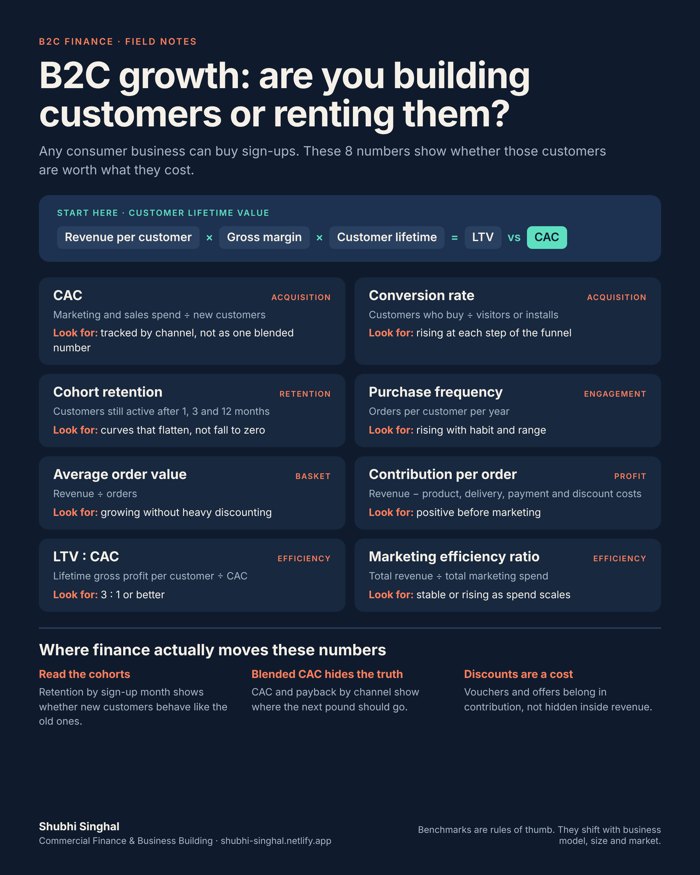 B2C FINANCE · FIELD NOTES
B2C growth: are you building
customers or renting them?
Any consumer business can buy sign-ups. These 8 numbers show whether those customers
are worth what they cost.
START HERE · CUSTOMER LIFETIME VALUE
Revenue per customer × Gross margin × Customer lifetime = LTV vs CAC
CAC ACQUISITION
Marketing and sales spend ÷ new customers
Look for: tracked by channel, not as one blended
number
Conversion rate ACQUISITION
Customers who buy ÷ visitors or installs
Look for: rising at each step of the funnel
Cohort retention RETENTION
Customers still active after 1, 3 and 12 months
Look for: curves that flatten, not fall to zero
Purchase frequency ENGAGEMENT
Orders per customer per year
Look for: rising with habit and range
Average order value BASKET
Revenue ÷ orders
Look for: growing without heavy discounting
Contribution per order PROFIT
Revenue − product, delivery, payment and discount costs
Look for: positive before marketing
LTV : CAC EFFICIENCY
Lifetime gross profit per customer ÷ CAC
Look for: 3 : 1 or better
Marketing efficiency ratio EFFICIENCY
Total revenue ÷ total marketing spend
Look for: stable or rising as spend scales
Where finance actually moves these numbers
Read the cohorts
Retention by sign-up month shows
whether new customers behave like the
old ones.
Blended CAC hides the truth
CAC and payback by channel show
where the next pound should go.
Discounts are a cost
Vouchers and offers belong in
contribution, not hidden inside revenue.
Shubhi Singhal
Commercial Finance & Business Building · shubhi-singhal.netlify.app
Benchmarks are rules of thumb. They shift with business
model, size and market.